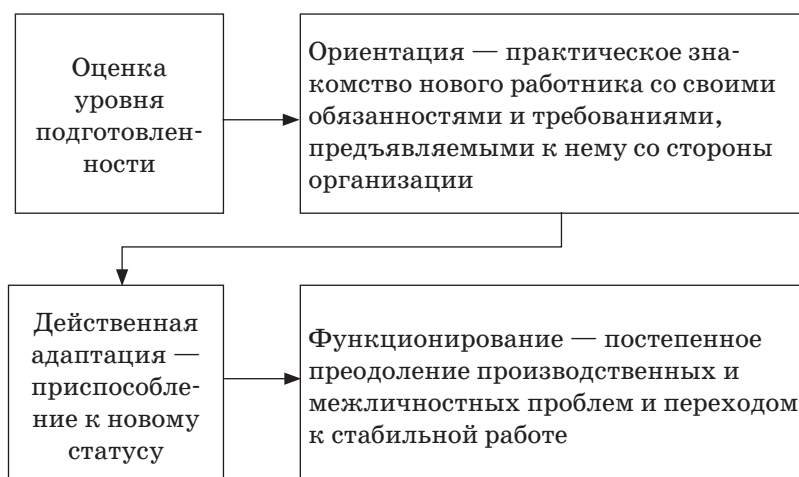 Оценка
уровня
подготовлен-
ности
Ориентация — практическое зна-
комство нового работника со своими
обязанностями и требованиями,
предъявляемыми к нему со стороны
организации
Действенная
адаптация —
приспособле-
ние к новому
статусу
Функционирование — постепенное
преодоление производственных и
межличностных проблем и переходом
к стабильной работе